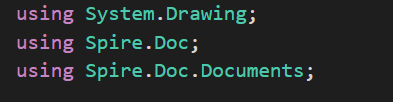 using System.Drawing;
using Spire.Doc;
using Spire.Doc.Documents;